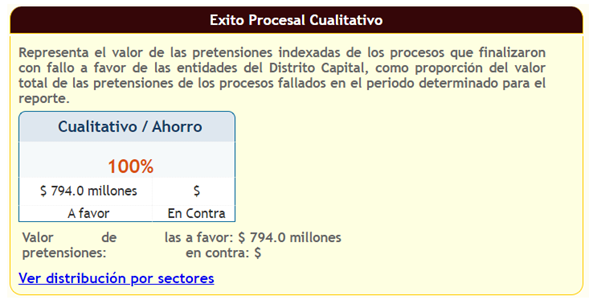 Exito Procesal Cualitativo
Representa el valor de las pretensiones indexadas de los procesos que finalizaron
con fallo a favor de las entidades del Distrito Capital, como proporción del valor
total de las pretensiones de los procesos fallados en el periodo determinado para el
reporte.
Cualitativo / Ahorro
100%
$ 794.0 millones $
A favor En Contra
Valor de las a favor: $ 794.0 millones
pretensiones: en contra: $
Ver distribución por sectores